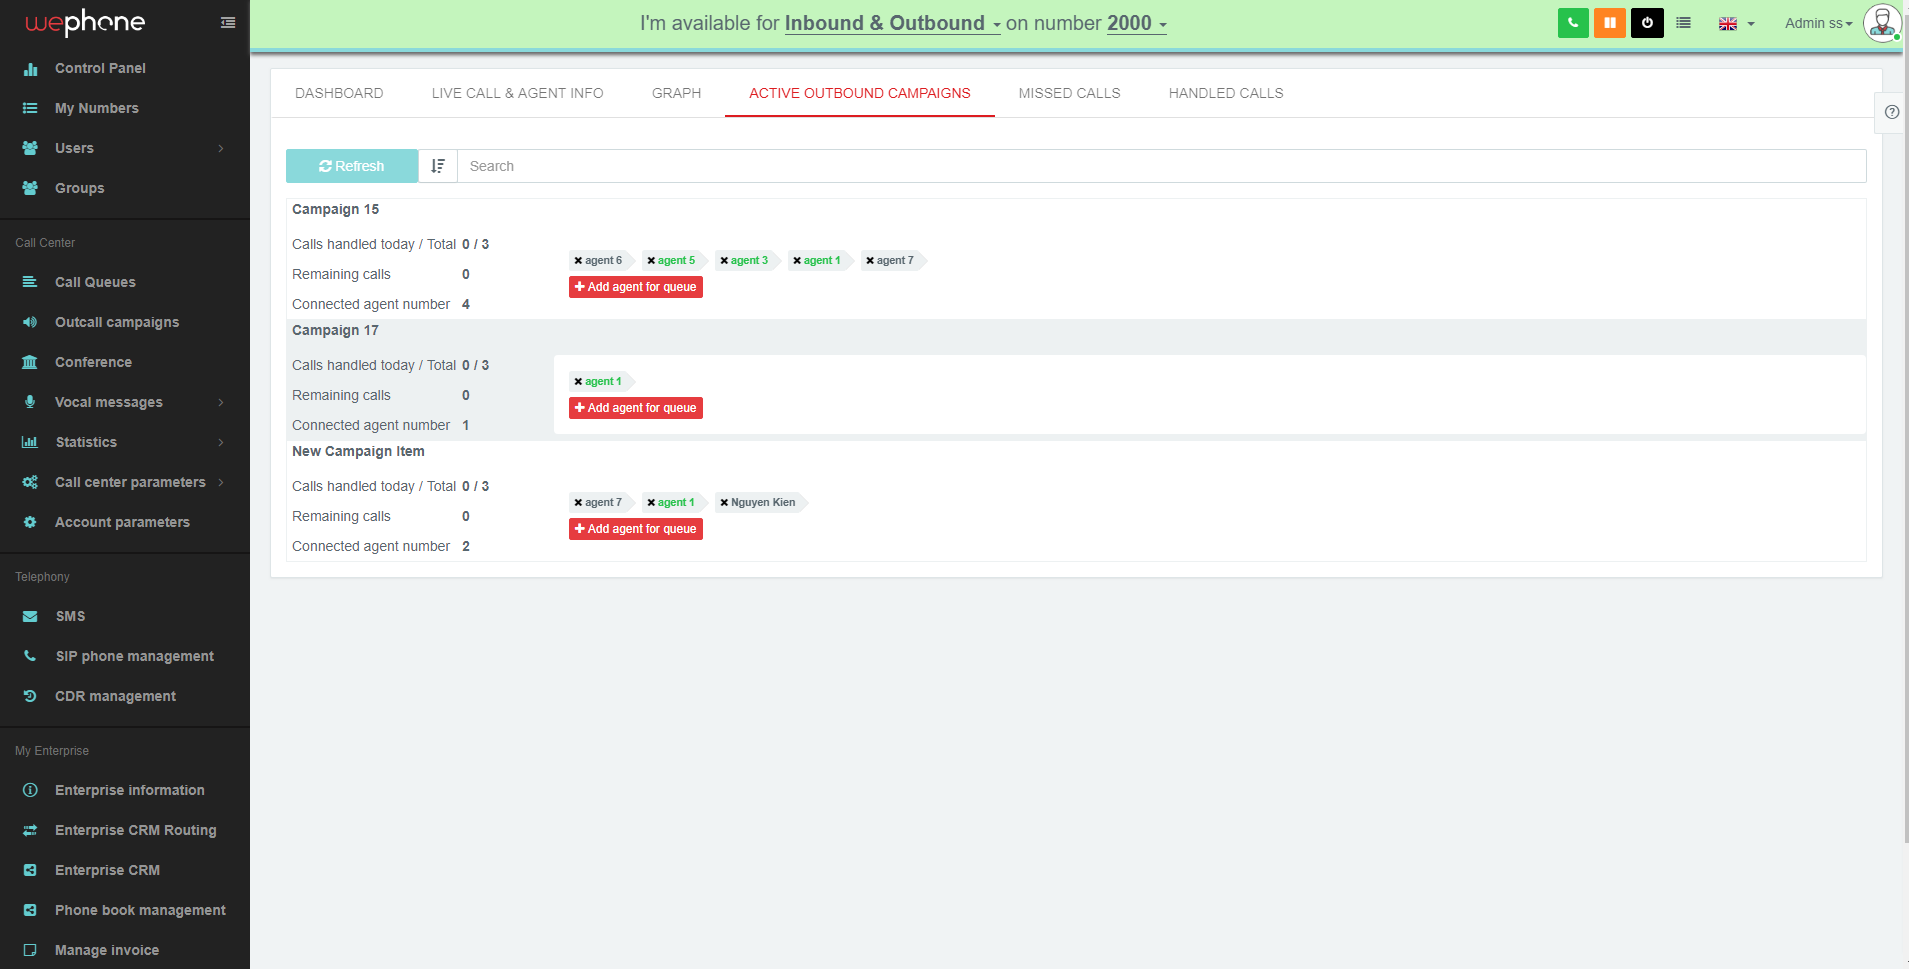 wephone
Control Panel
My Numbers
Users
Groups
Call Center
Call Queues
Outcall campaigns
Conference
Vocal messages
Statistics
Call center parameters
Account parameters
Telephony
SMS
SIP phone management
CDR management
My Enterprise
Enterprise information
Enterprise CRM Routing
Enterprise CRM
Phone book management
Manage invoice
I'm available for Inbound & Outbound on number 2000
Admin ss
DASHBOARD LIVE CALL & AGENT INFO GRAPH ACTIVE OUTBOUND CAMPAIGNS MISSED CALLS HANDLED CALLS
Refresh Search
Campaign 15
Calls handled today / Total 0 / 3
Remaining calls 0
Connected agent number 4
agent 6 agent 5 agent 3 agent 1 agent 7
Add agent for queue
Campaign 17
Calls handled today / Total 0 / 3
Remaining calls 0
Connected agent number 1
agent 1
Add agent for queue
New Campaign Item
Calls handled today / Total 0 / 3
Remaining calls 0
Connected agent number 2
agent 7 agent 1 Nguyen Kien
Add agent for queue